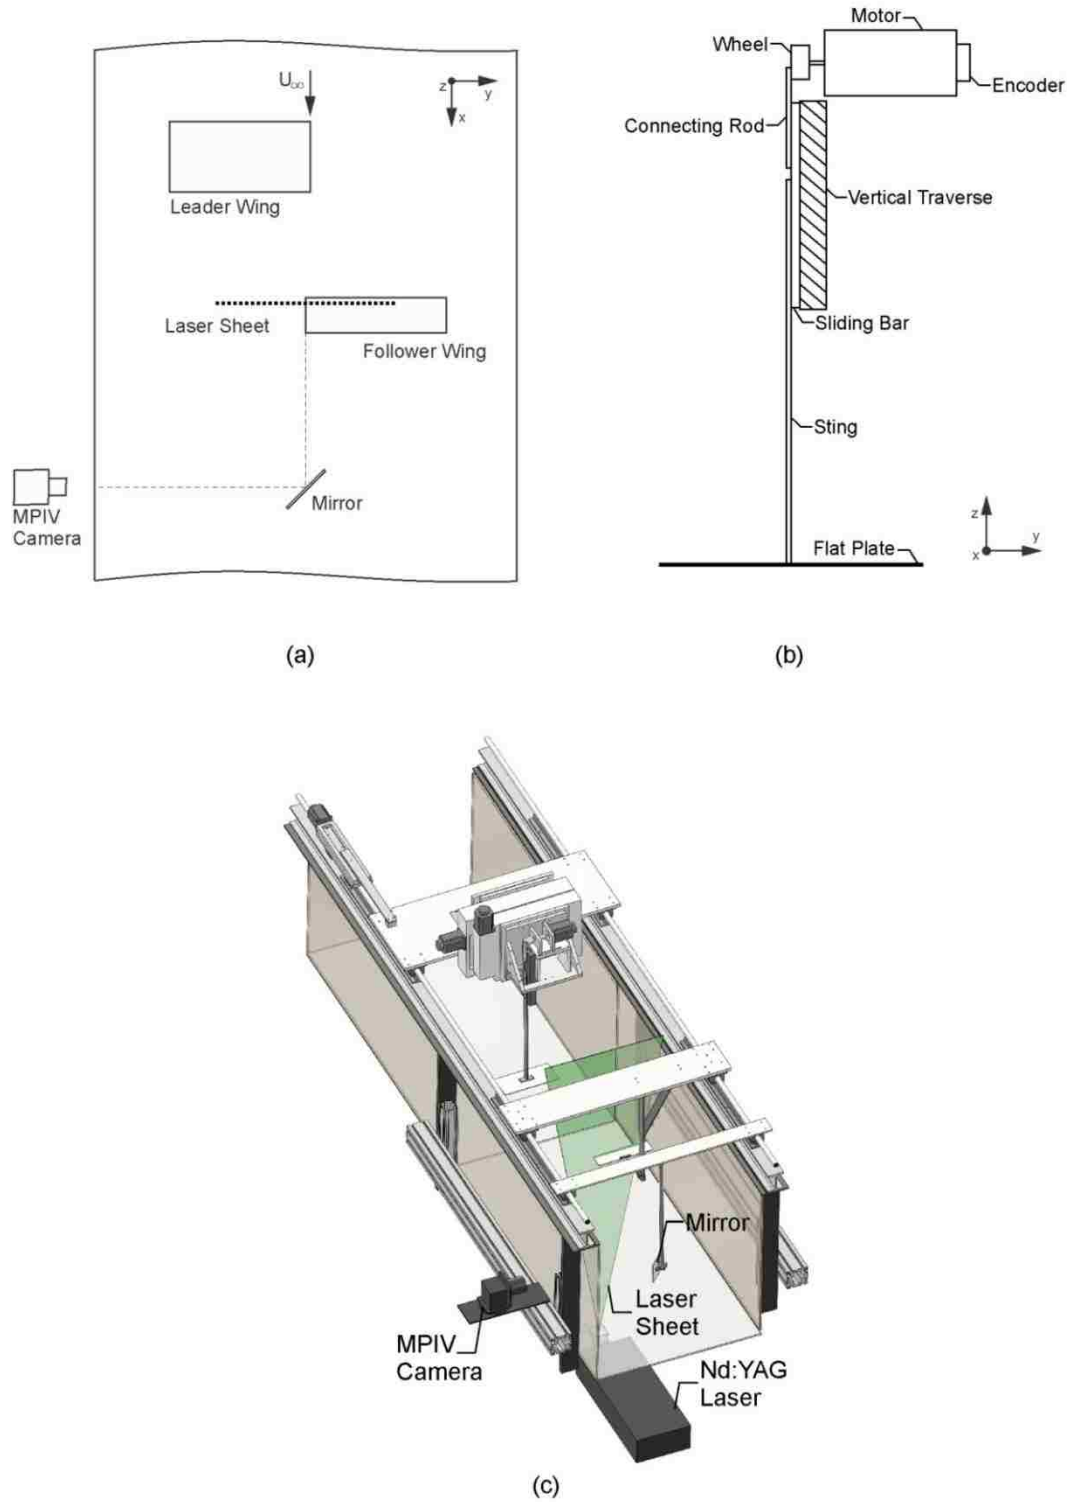 U∞
z
y
x
Leader Wing
Laser Sheet
Follower Wing
Mirror
MPIV
Camera
(a)
Motor
Wheel
Encoder
Connecting Rod
Vertical Traverse
Sliding Bar
Sting
z
y
x
Flat Plate
(b)
Mirror
Laser
Sheet
MPIV
Camera
Nd:YAG
Laser
(c)